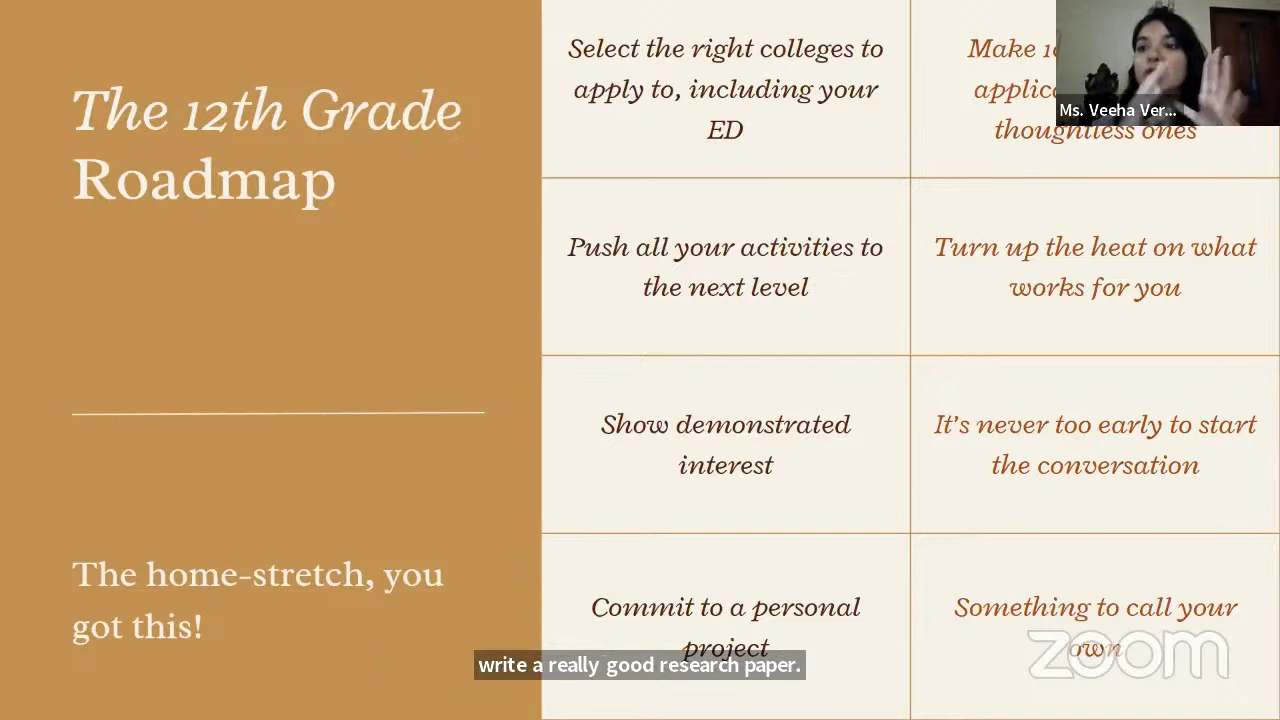 The 12th Grade
Roadmap
The home-stretch, you
got this!
Select the right colleges to
apply to, including your
ED
Make
thoughtless ones
Push all your activities to
the next level
Turn up the heat on what
works for you
Show demonstrated
interest
It's never too early to start
the conversation
Commit to a personal
project
Something to call your
own
Ms. Veeha Ver...
write a really good research paper.
zoom